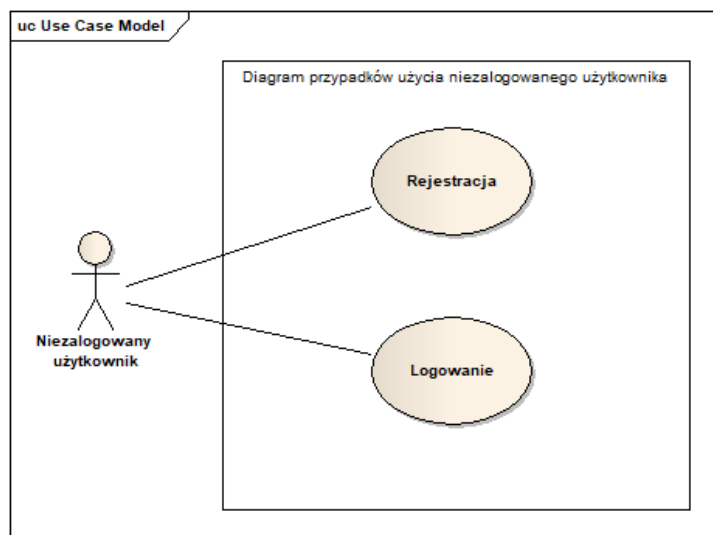 uc Use Case Model
Diagram przypadków użycia niezalogowanego użytkownika
Rejestracja
Niezalogowany
użytkownik
Logowanie